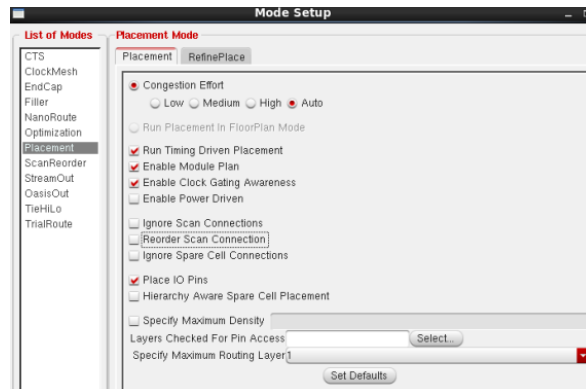 Mode Setup
List of Modes
Placement Mode
CTS
ClockMesh
EndCap
Filler
NanoRoute
Optimization
Placement
ScanReorder
StreamOut
OasisOut
TieHiLo
TrialRoute
Placement RefinePlace
Congestion Effort
Low Medium High Auto
Run Placement In FloorPlan Mode
Run Timing Driven Placement
Enable Module Plan
Enable Clock Gating Awareness
Enable Power Driven
Ignore Scan Connections
Reorder Scan Connection
Ignore Spare Cell Connections
Place IO Pins
Hierarchy Aware Spare Cell Placement
Specify Maximum Density
Layers Checked For Pin Access Select...
Specify Maximum Routing Layer 1
Set Defaults